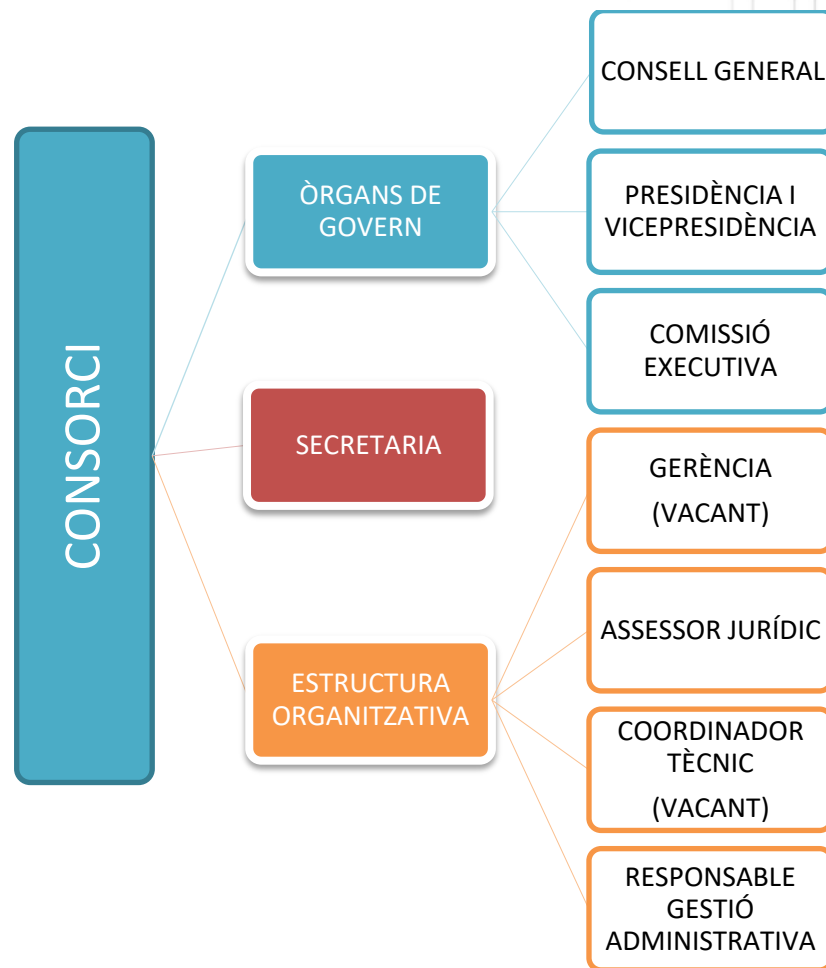 CONSORCI
ÒRGANS DE
GOVERN
CONSELL GENERAL
PRESIDÈNCIA I
VICEPRESIDÈNCIA
COMISSIÓ
EXECUTIVA
SECRETARIA
ESTRUCTURA
ORGANITZATIVA
GERÈNCIA
(VACANT)
ASSESSOR JURÍDIC
COORDINADOR
TÈCNIC
(VACANT)
RESPONSABLE
GESTIÓ
ADMINISTRATIVA